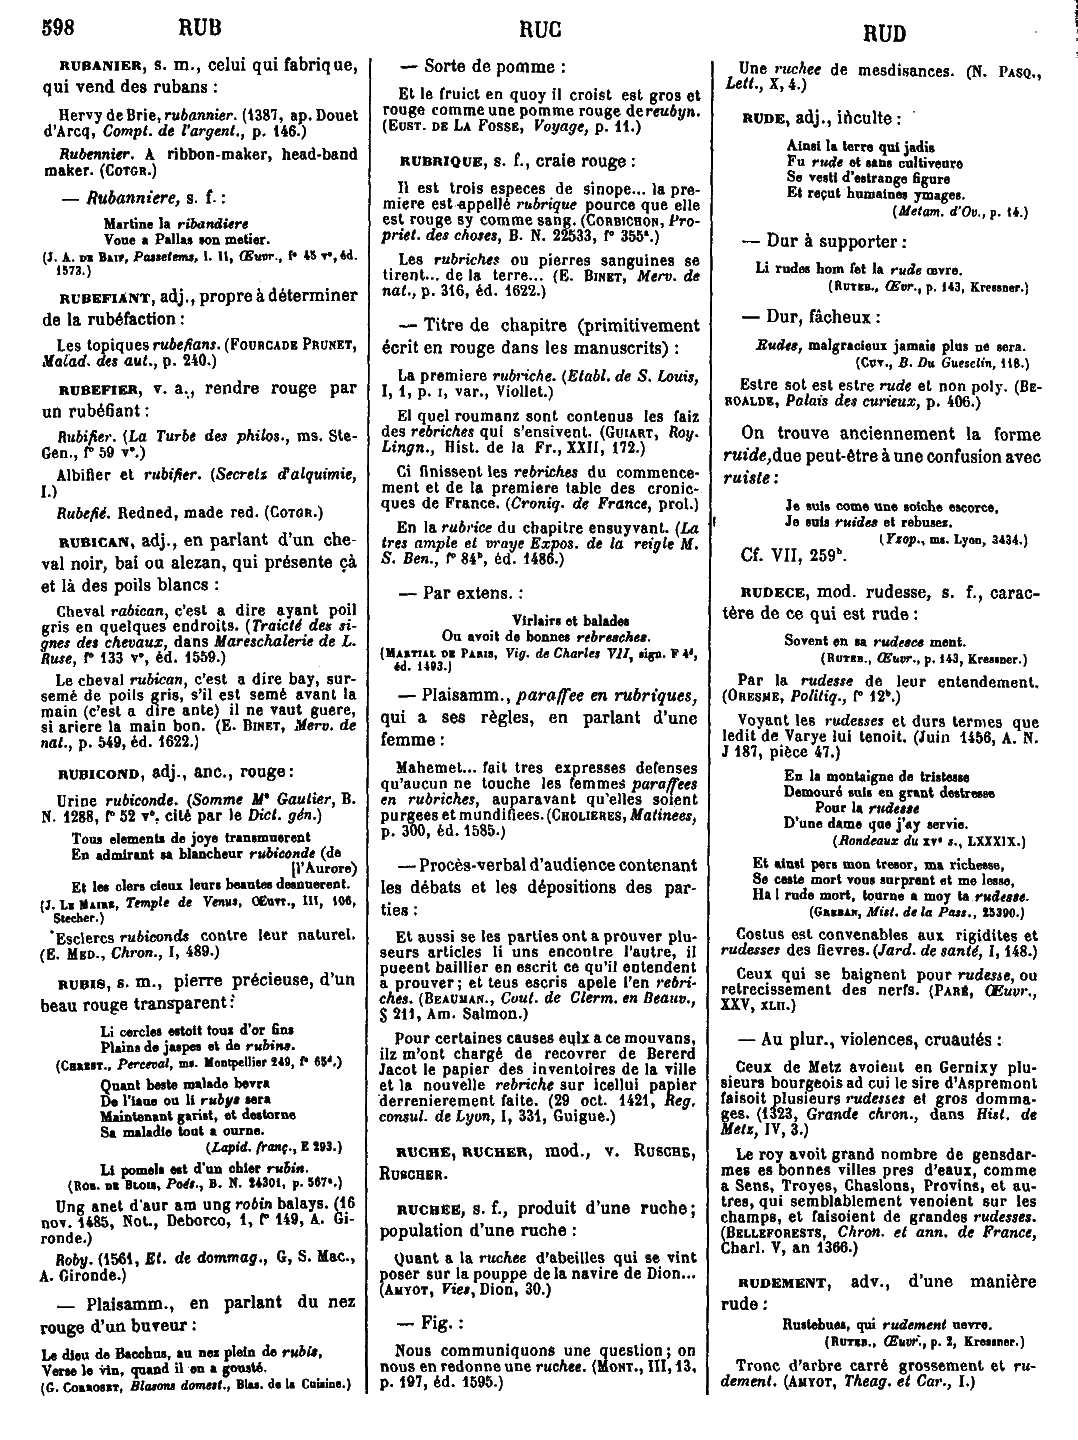 598 RUB RUC RUD
RUBANIER, s. m., celui qui fabrique,
qui vend des rubans :
Hervy de Brie, rubannier. (1387, ap. Douet
d'Arcq, Compt. de l'argent., p. 146.)
Rubennier. A ribbon-maker, head-band
maker. (COTGR.)
— Rubanniere, s. f. :
Martine la ribandiere
Voue a Pallas son metier.
(J. A. DE BAIF, Passetems, l. II, Œuvr., f° 45 v°, éd.
1573.)
RUBEFIANT, adj., propre à déterminer
de la rubéfaction :
Les topiques rubefians. (FOURCADE PRUNET,
Malad. des aut., p. 240.)
RUBEFIER, v. a., rendre rouge par
un rubéfiant :
Rubifier. (La Turbe des philos., ms. Ste-
Gen., f° 59 v°.)
Albifier et rubifier. (Secretz d'alquimie,
I.)
Rubefié. Redned, made red. (COTGR.)
RUBICAN, adj., en parlant d'un che-
val noir, bai ou alezan, qui présente çà
et là des poils blancs :
Cheval rabican, c'est a dire ayant poil
gris en quelques endroits. (Traicté des si-
gnes des chevaux, dans Mareschalerie de L.
Ruse, f° 133 v°, éd. 1559.)
Le cheval rubican, c'est a dire bay, sur-
semé de poils gris, s'il est semé avant la
main (c'est a dire ante) il ne vaut guere,
si ariere la main bon. (E. BINET, Merv. de
nat., p. 549, éd. 1622.)
RUBICOND, adj., anc., rouge :
Urine rubiconde. (Somme Me Gautier, B.
N. 1288, f° 52 v°, cité par le Dict. gén.)
Tous elements de joye transmuerent
En admirant sa blancheur rubiconde (de
[l'Aurore)
Et les clers cieux leurs beautes desnuerent.
(J. LE MAIRE, Temple de Venus, Œuvr., III, 106,
Stecher.)
Esclercs rubiconds contre leur naturel.
(E. MED., Chron., I, 489.)
RUBIS, s. m., pierre précieuse, d'un
beau rouge transparent :
Li cercles estoit tous d'or fins
Plains de jaspes et de rubins.
(CHREST., Perceval, ms. Montpellier 249, f° 65d.)
Quant beste malade bevra
De l'iaue ou li rubys sera
Maintenant garist, et destorne
Sa maladie tout a ourne.
(Lapid. franç., E 293.)
Li pomels est d'un chier rubin.
(ROB. DE BLOIS, Poés., B. N. 24301, p. 567a.)
Ung anet d'aur am ung robin balays. (16
nov. 1485, Not., Deborco, 1, f° 149, A. Gi-
ronde.)
Roby. (1561, Et. de dommag., G, S. Mac.,
A. Gironde.)
— Plaisamm., en parlant du nez
rouge d'un buveur :
Le dieu de Bacchus, au nez plein de rubis,
Verse le vin, quand il en a gousté.
(G. CORROSET, Blasons domest., Blas. de la Cuisine.)
— Sorte de pomme :
Et le fruict en quoy il croist est gros et
rouge comme une pomme rouge de reubyn.
(EUST. DE LA FOSSE, Voyage, p. 11.)
RUBRIQUE, s. f., craie rouge :
Il est trois especes de sinope... la pre-
miere est appellé rubrique pource que elle
est rouge sy comme sang. (CORBICHON, Pro-
priet. des choses, B. N. 22533, f° 355a.)
Les rubriches ou pierres sanguines se
tirent... de la terre... (E. BINET, Merv. de
nat., p. 316, éd. 1622.)
— Titre de chapitre (primitivement
écrit en rouge dans les manuscrits) :
La premiere rubriche. (Etabl. de S. Louis,
I, 1, p. I, var., Viollet.)
El quel roumanz sont contenus les faiz
des rebriches qui s'ensivent. (GUIART, Roy.
Lingn., Hist. de la Fr., XXII, 172.)
Ci finissent les rebriches du commence-
ment et de la premiere table des cronic-
ques de France. (Croniq. de France, prol.)
En la rubrice du chapitre ensuyvant. (La
tres ample et vraye Expos. de la reigle M.
S. Ben., f° 84b, éd. 1486.)
— Par extens. :
Virlairs et balades
Ou avoit de bonnes rebresches.
(MARTIAL DE PARIS, Vig. de Charles VII, sign. F 4d,
éd. 1493.)
— Plaisamm., paraffee en rubriques,
qui a ses règles, en parlant d'une
femme :
Mahemet... fait tres expresses defenses
qu'aucun ne touche les femmes paraffees
en rubriches, auparavant qu'elles soient
purgees et mundifiees. (CHOLIERES, Matinees,
p. 300, éd. 1585.)
— Procès-verbal d'audience contenant
les débats et les dépositions des par-
ties :
Et aussi se les parties ont a prouver plu-
seurs articles li uns encontre l'autre, il
pueent baillier en escrit ce qu'il entendent
a prouver ; et teus escris apele l'en rebri-
ches. (BEAUMAN., Cout. de Clerm. en Beauv.,
§ 211, Am. Salmon.)
Pour certaines causes eulx a ce mouvans,
ilz m'ont chargé de recovrer de Bererd
Jacot le papier des inventoires de la ville
et la nouvelle rebriche sur icellui papier
derrenierement faite. (29 oct. 1421, Reg.
consul. de Lyon, I, 331, Guigue.)
RUCHE, RUCHER, mod., v. RUSCHE,
RUSCHER.
RUCHEE, s. f., produit d'une ruche ;
population d'une ruche :
Quant a la ruchee d'abeilles qui se vint
poser sur la pouppe de la navire de Dion...
(AMYOT, Vies, Dion, 30.)
— Fig. :
Nous communiquons une question ; on
nous en redonne une ruchee. (MONT., III, 13,
p. 197, éd. 1595.)
Une ruchee de mesdisances. (N. PASQ.,
Lett., X, 4.)
RUDE, adj., inculte :
Ainsi la terre qui jadis
Fu rude et sans cultiveure
Se vesti d'estrange figure
Et reçut humaines ymages.
(Metam. d'Ov., p. 14.)
— Dur à supporter :
Li rudes hom fet la rude œvre.
(RUTEB., Œuvr., p. 143, Kressner.)
— Dur, fâcheux :
Rudes, malgracieux jamais plus ne sera.
(CUV., B. Du Guesclin, 118.)
Estre sot est estre rude et non poly. (BE-
ROALDE, Palais des curieux, p. 406.)
On trouve anciennement la forme
ruide, due peut-être à une confusion avec
ruiste :
Je suis come une soiche escorce,
Je suis ruides et rebusez.
(Ysop., ms. Lyon, 3434.)
Cf. VII, 259b.
RUDECE, mod. rudesse, s. f., carac-
tère de ce qui est rude :
Sovent en sa rudesce ment.
(RUTEB., Œuvr., p. 143, Kressner.)
Par la rudesse de leur entendement.
(ORESME, Politiq., f° 12b.)
Voyant les rudesses et durs termes que
ledit de Varye lui tenoit. (Juin 1456, A. N.
J 187, pièce 47.)
En la montaigne de tristesse
Demouré suis en grant destresse
Pour la rudesse
D'une dame que j'ay servie.
(Rondeaux du XVe s., LXXXIX.)
Et ainsi pers mon tresor, ma richesse,
Se ceste mort vous surprent et me lesse,
Ha ! rude mort, tourne a moy ta rudesse.
(GREBAN, Mist. de la Pass., 25390.)
Costus est convenables aux rigidites et
rudesses des fievres. (Jard. de santé, I, 148.)
Ceux qui se baignent pour rudesse, ou
retrecissement des nerfs. (PARÉ, Œuvr.,
XXV, XLII.)
— Au plur., violences, cruautés :
Ceux de Metz avoient en Gernixy plu-
sieurs bourgeois ad cui le sire d'Aspremont
faisoit plusieurs rudesses et gros domma-
ges. (1323, Grande chron., dans Hist. de
Metz, IV, 3.)
Le roy avoit grand nombre de gensdar-
mes es bonnes villes pres d'eaux, comme
a Sens, Troyes, Chaslons, Provins, et au-
tres, qui semblablement venoient sur les
champs, et faisoient de grandes rudesses.
(BELLEFORESTS, Chron. et ann. de France,
Charl. V, an 1366.)
RUDEMENT, adv., d'une manière
rude :
Rustebues, qui rudement oevre.
(RUTEB., Œuvr., p. 2, Kressner.)
Tronc d'arbre carré grossement et ru-
dement. (AMYOT, Theag. et Car., I.)